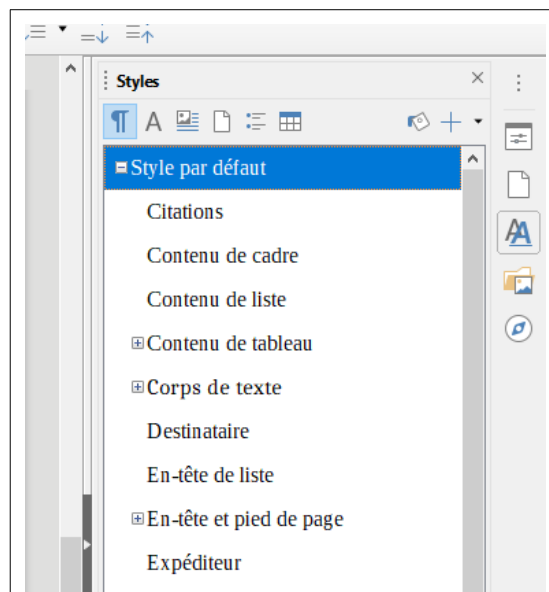 Styles
Style par défaut
Citations
Contenu de cadre
Contenu de liste
Contenu de tableau
Corps de texte
Destinataire
En-tête de liste
En-tête et pied de page
Expéditeur